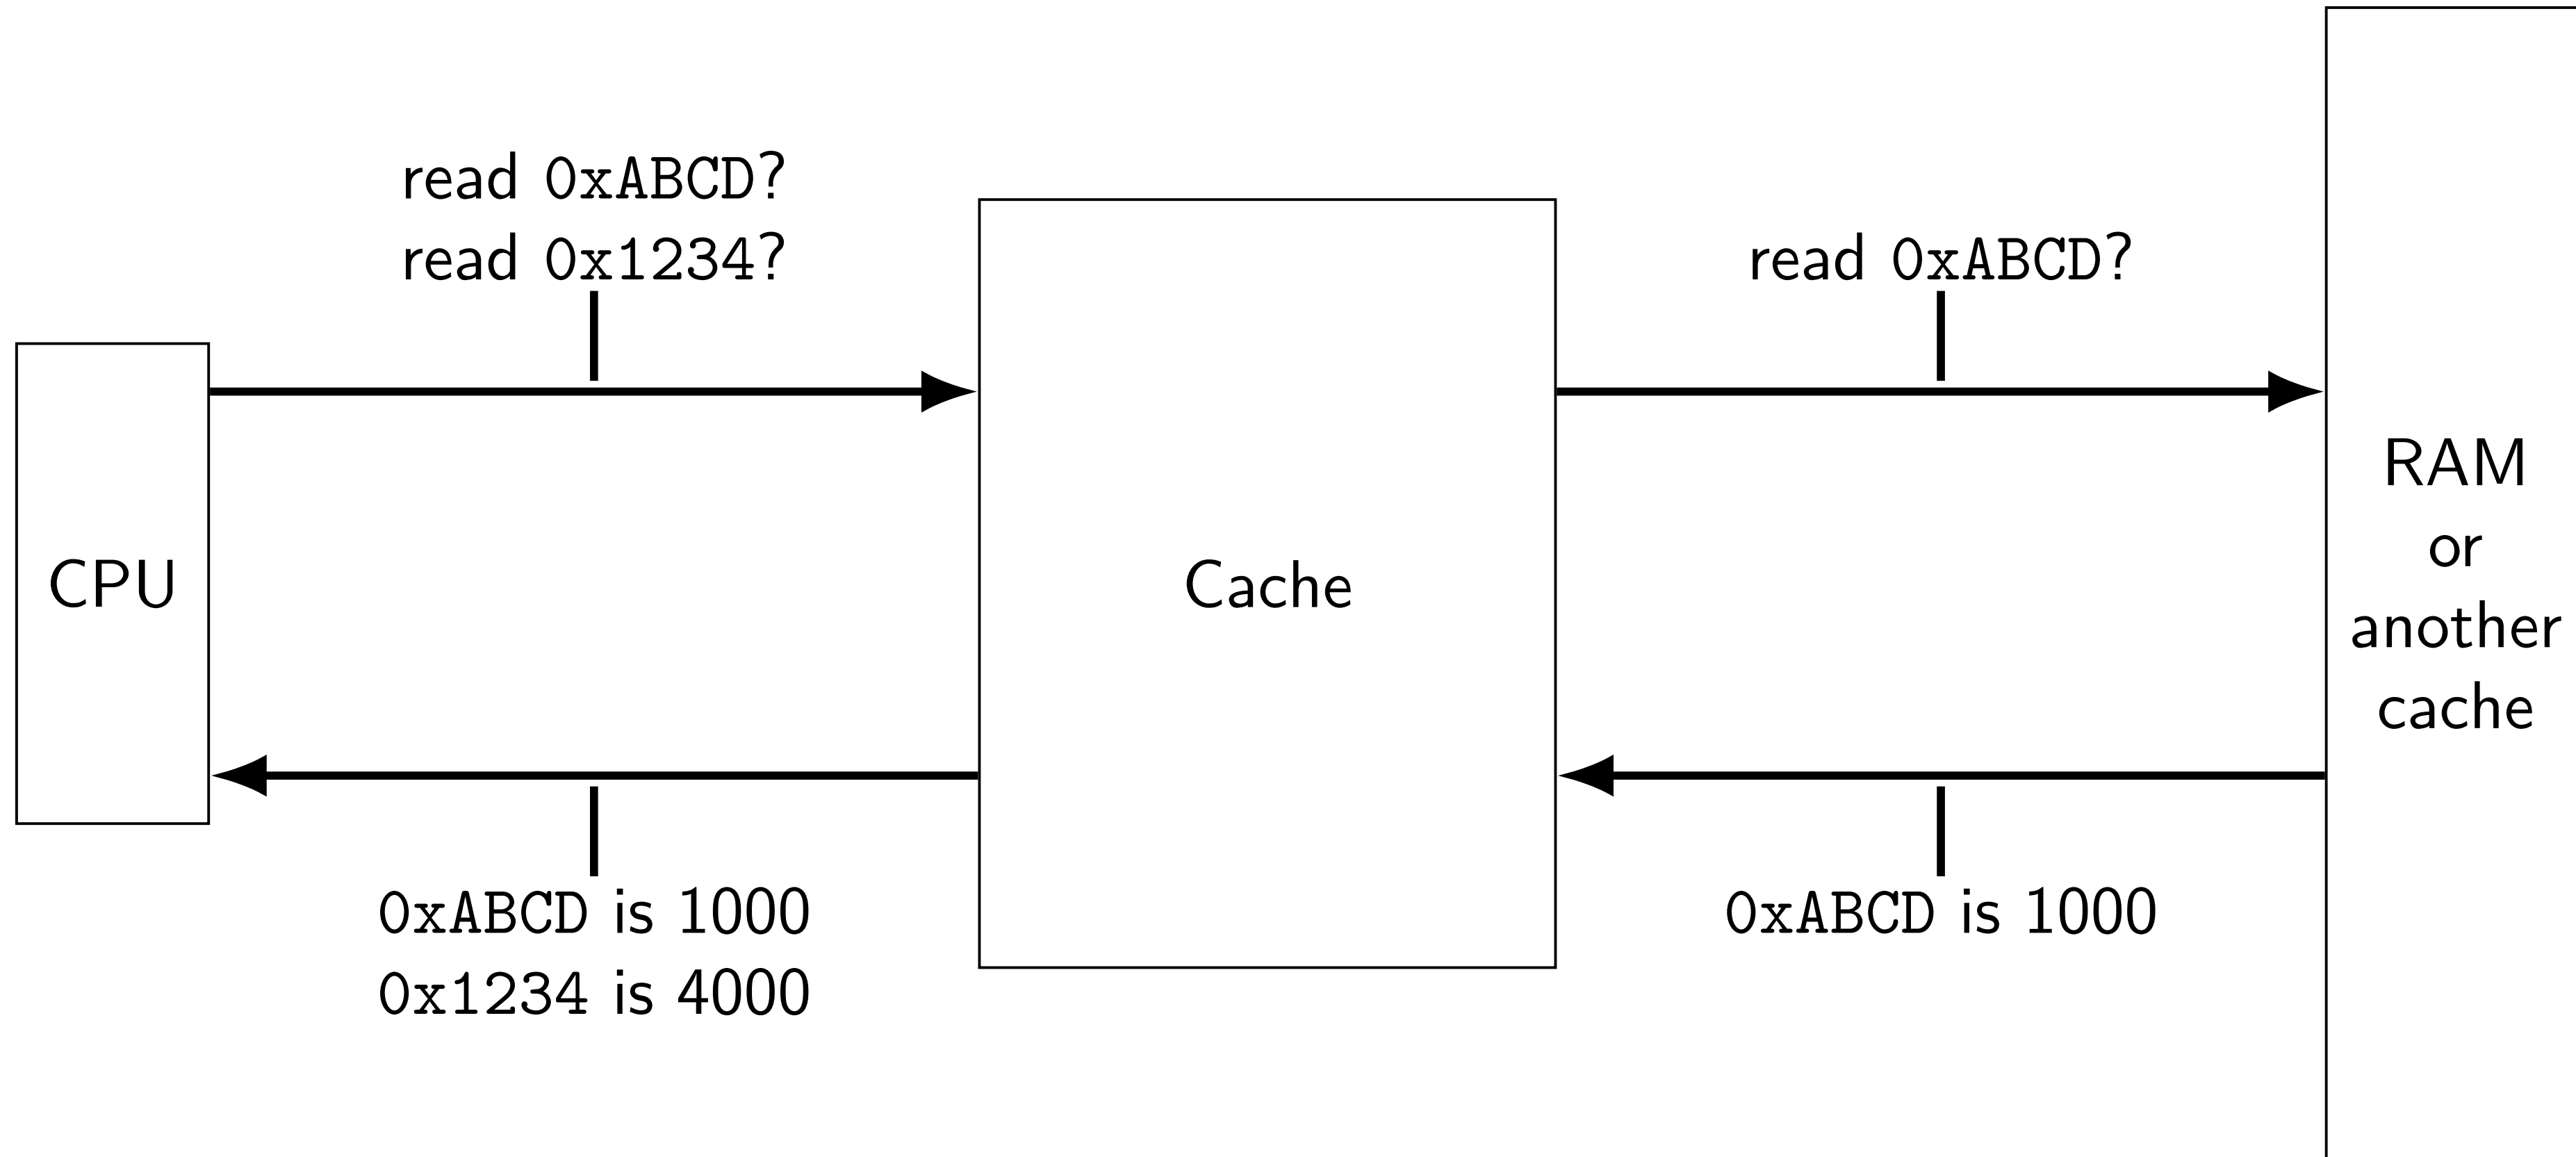 read 0xABCD?
read 0x1234?
read 0xABCD?
CPU
Cache
RAM
or
another
cache
0xABCD is 1000
0x1234 is 4000
0xABCD is 1000